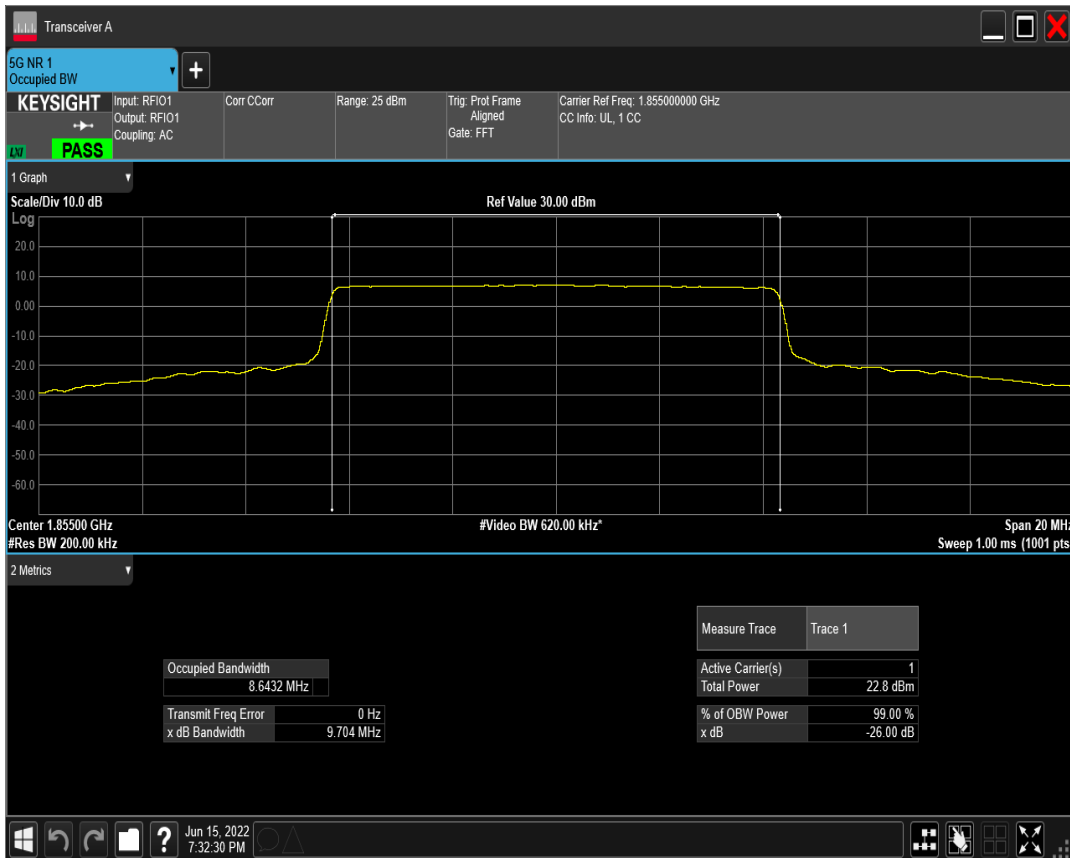 Transceiver A
5G NR 1
Occupied BW
+
KEYSIGHT
LXI
PASS
Input: RFIO1
Output: RFIO1
Coupling: AC
Corr CCorr
Range: 25 dBm
Trig: Prot Frame
Aligned
Gate: FFT
Carrier Ref Freq: 1.855000000 GHz
CC Info: UL, 1 CC
1 Graph
Scale/Div 10.0 dB
Ref Value 30.00 dBm
Log
20.0
10.0
0.00
-10.0
-20.0
-30.0
-40.0
-50.0
-60.0
Center 1.85500 GHz
#Video BW 620.00 kHz*
Span 20 MHz
#Res BW 200.00 kHz
Sweep 1.00 ms (1001 pts
2 Metrics
Measure Trace Trace 1
Occupied Bandwidth
8.6432 MHz
Active Carrier(s) 1
Total Power 22.8 dBm
Transmit Freq Error 0 Hz
x dB Bandwidth 9.704 MHz
% of OBW Power 99.00 %
x dB -26.00 dB
?
Jun 15, 2022
7:32:30 PM